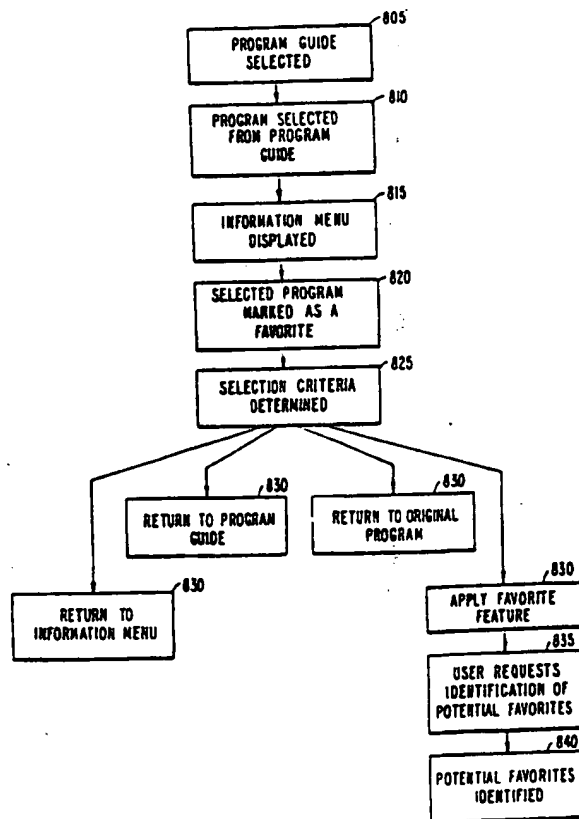 805
PROGRAM GUIDE
SELECTED
810
PROGRAM SELECTED
FROM PROGRAM
GUIDE
815
INFORMATION MENU
DISPLAYED
820
SELECTED PROGRAM
MARKED AS A
FAVORITE
825
SELECTION CRITERIA
DETERMINED
830
RETURN TO PROGRAM
GUIDE
830
RETURN TO ORIGINAL
PROGRAM
830
RETURN TO
INFORMATION MENU
830
APPLY FAVORITE
FEATURE
835
USER REQUESTS
IDENTIFICATION OF
POTENTIAL FAVORITES
840
POTENTIAL FAVORITES
IDENTIFIED